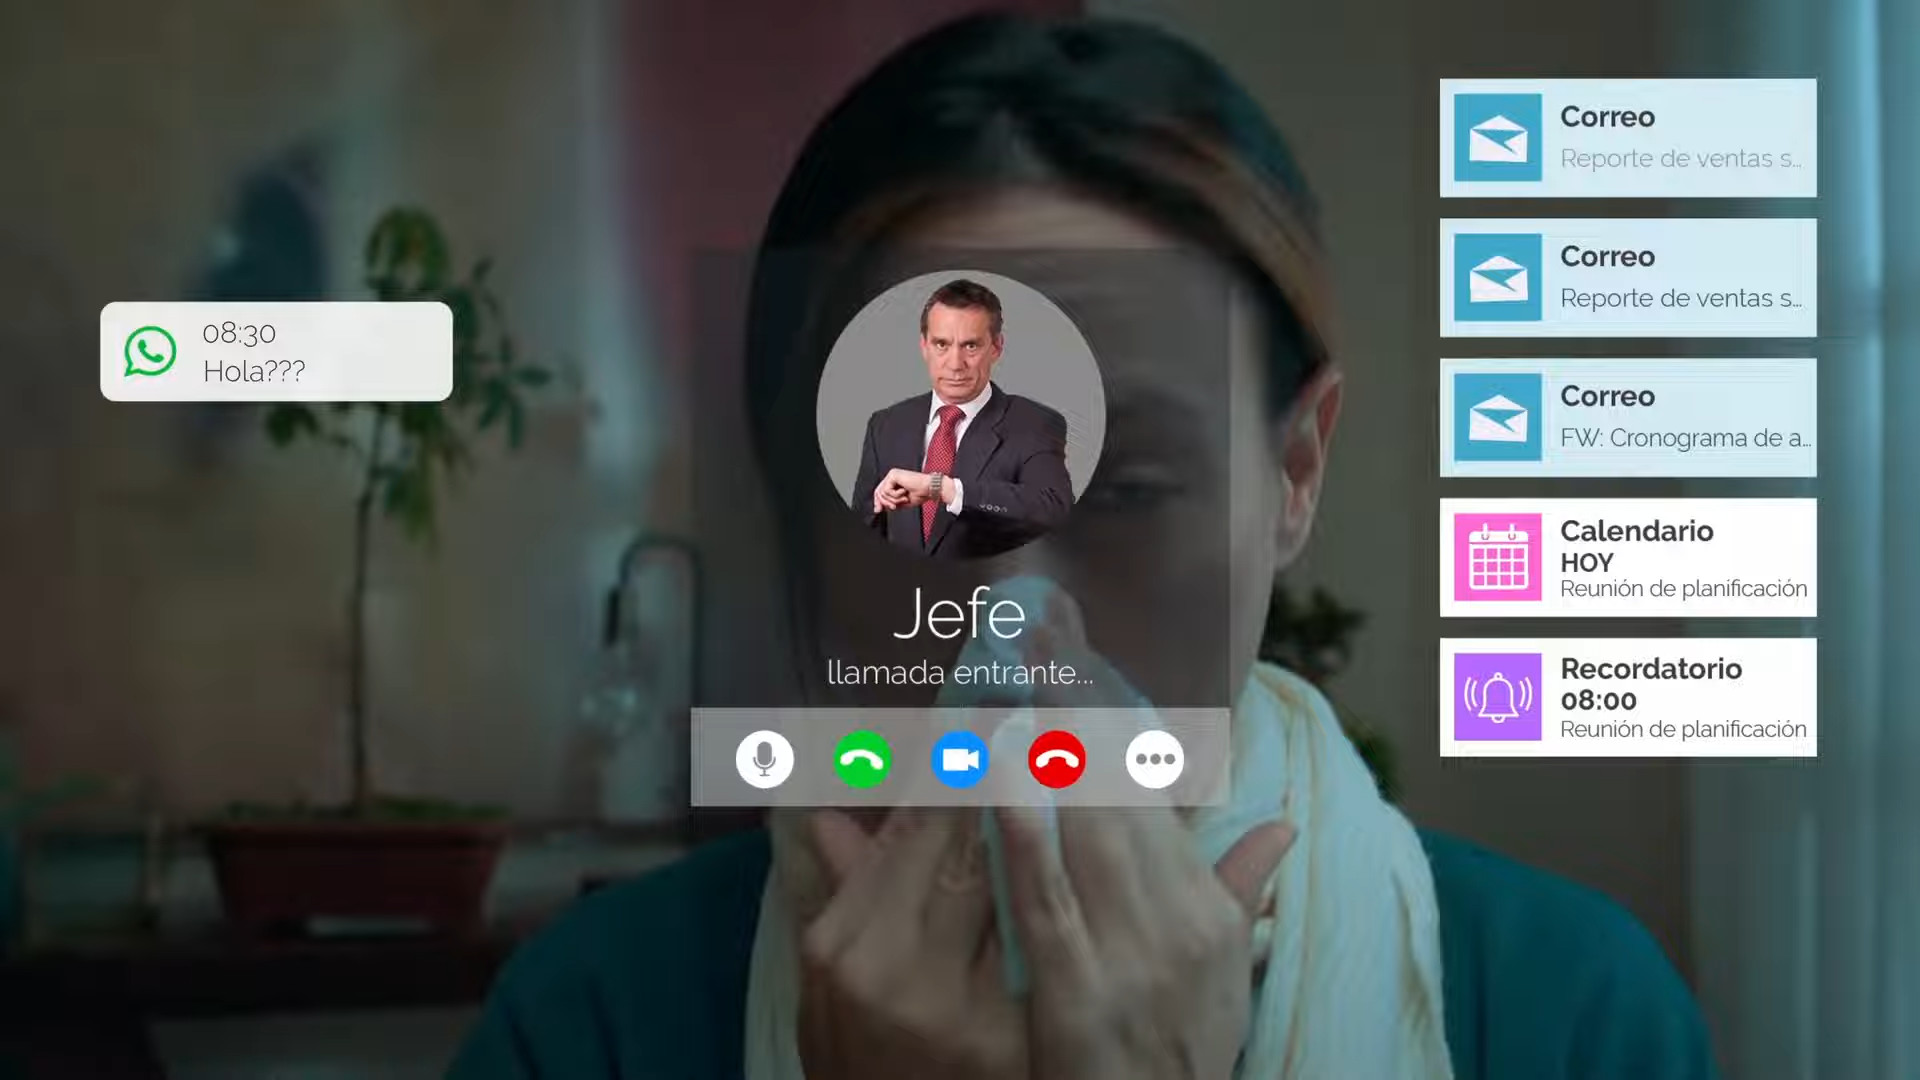 08:30
Hola???
Jefe
llamada entrante...
Correo
Reporte de ventas s...
Correo
Reporte de ventas s...
Correo
FW: Cronograma de a...
Calendario
HOY
Reunión de planificación
Recordatorio
08:00
Reunión de planificación